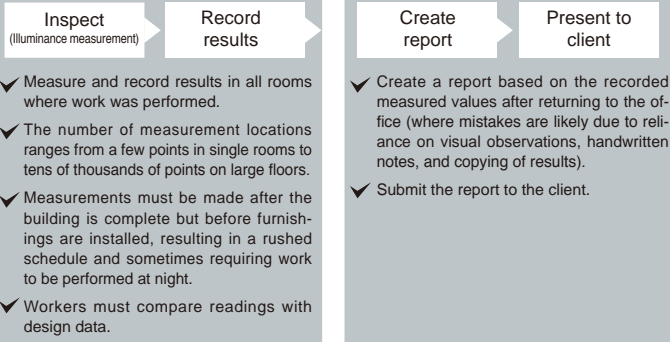 Inspect
(Illuminance measurement)
Record
results
✓ Measure and record results in all rooms
where work was performed.
✓ The number of measurement locations
ranges from a few points in single rooms to
tens of thousands of points on large floors.
✓ Measurements must be made after the
building is complete but before furnish-
ings are installed, resulting in a rushed
schedule and sometimes requiring work
to be performed at night.
✓ Workers must compare readings with
design data.
Create
report
Present to
client
✓ Create a report based on the recorded
measured values after returning to the of-
fice (where mistakes are likely due to reli-
ance on visual observations, handwritten
notes, and copying of results).
✓ Submit the report to the client.